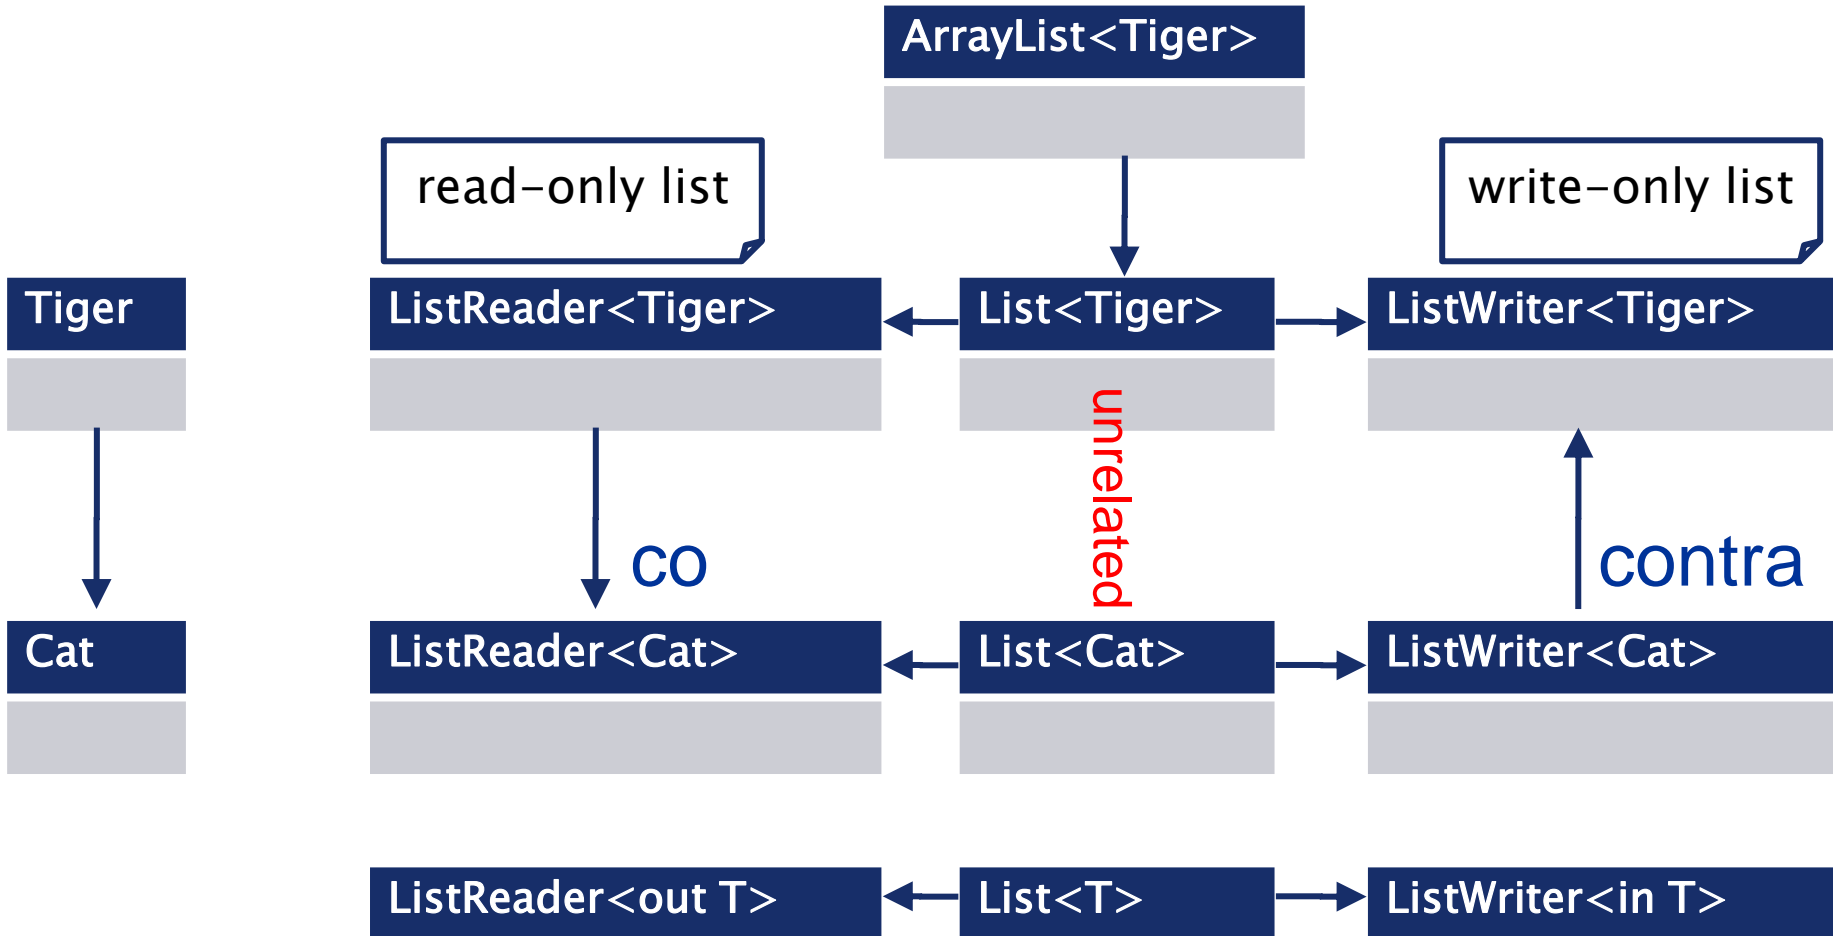 ArrayList<Tiger>
read-only list
write-only list
Tiger
ListReader<Tiger>
List<Tiger>
ListWriter<Tiger>
unrelated
co
contra
Cat
ListReader<Cat>
List<Cat>
ListWriter<Cat>
ListReader<out T>
List<T>
ListWriter<in T>